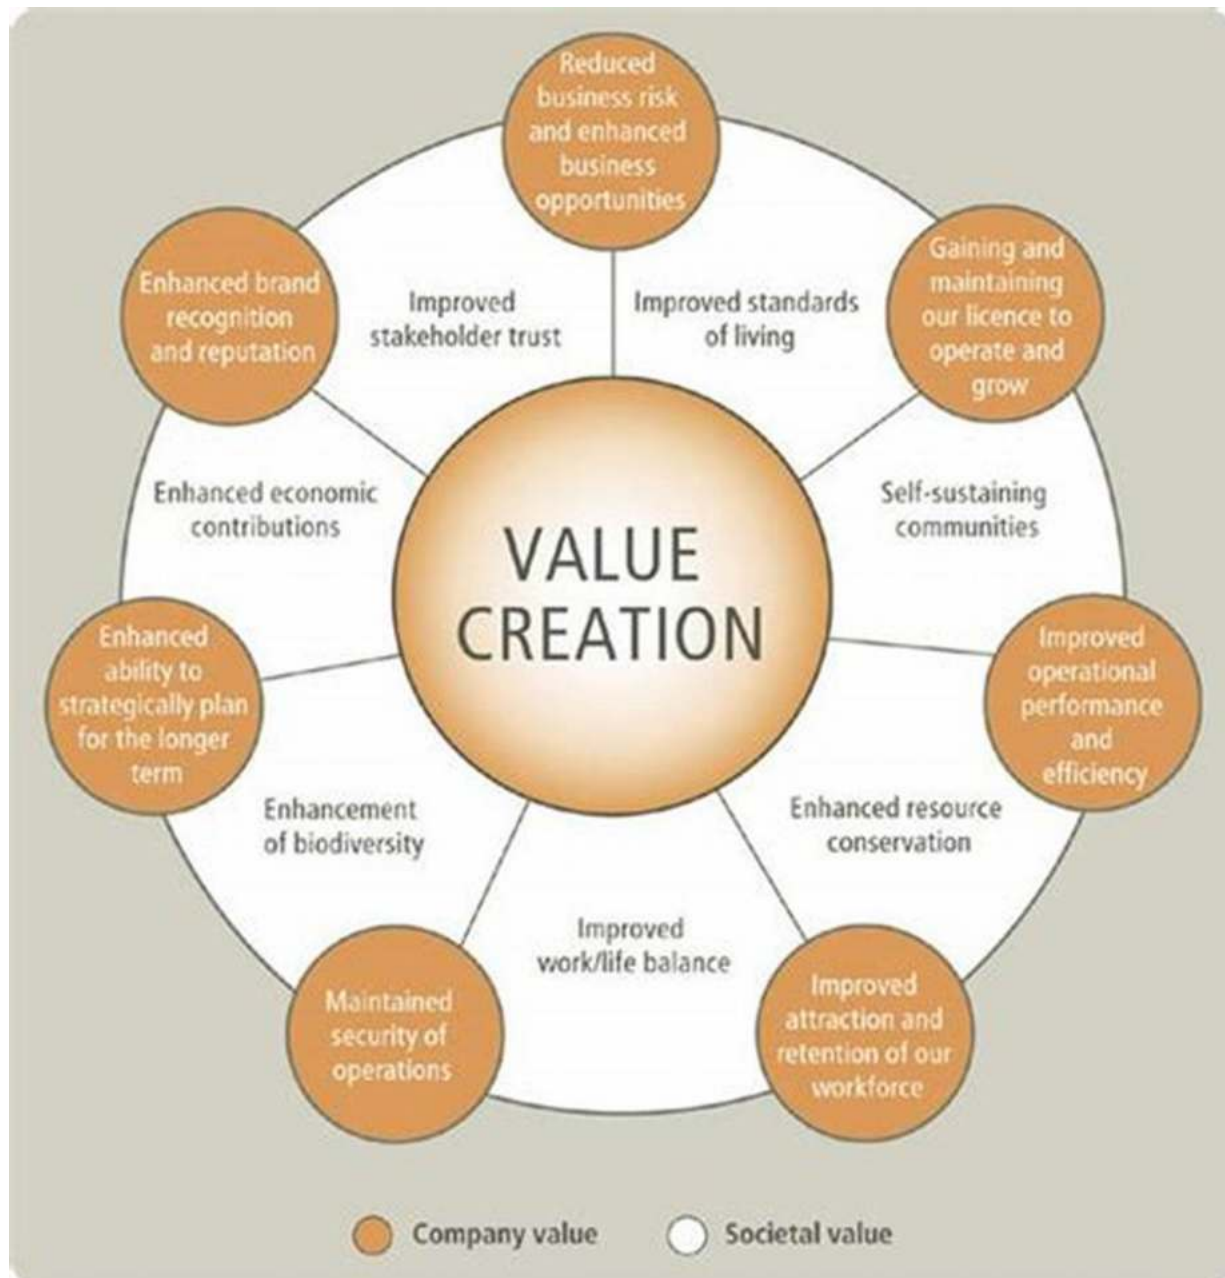 Reduced
business risk
and enhanced
business
opportunities
Gaining and
maintaining
our licence to
operate and
grow
Improved
operational
performance
and
efficiency
Improved
attraction and
retention of our
workforce
Maintained
security of
operations
Enhanced
ability to
strategically plan
for the longer
term
Enhanced brand
recognition
and reputation
Improved
stakeholder trust
Improved standards
of living
Self-sustaining
communities
Enhanced resource
conservation
Improved
work/life balance
Enhancement
of biodiversity
Enhanced economic
contributions
VALUE
CREATION
Company value
Societal value